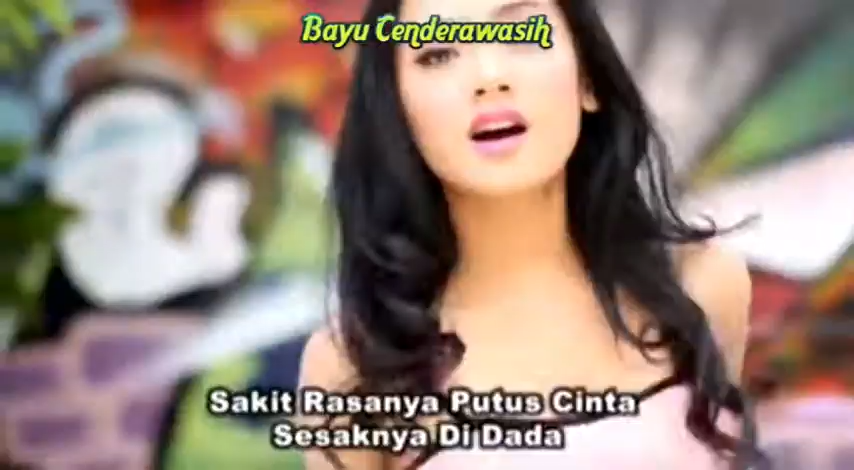 Bayu Cenderawasih
Sakit Rasanya Putus Cinta
Sesaknya Di Dada